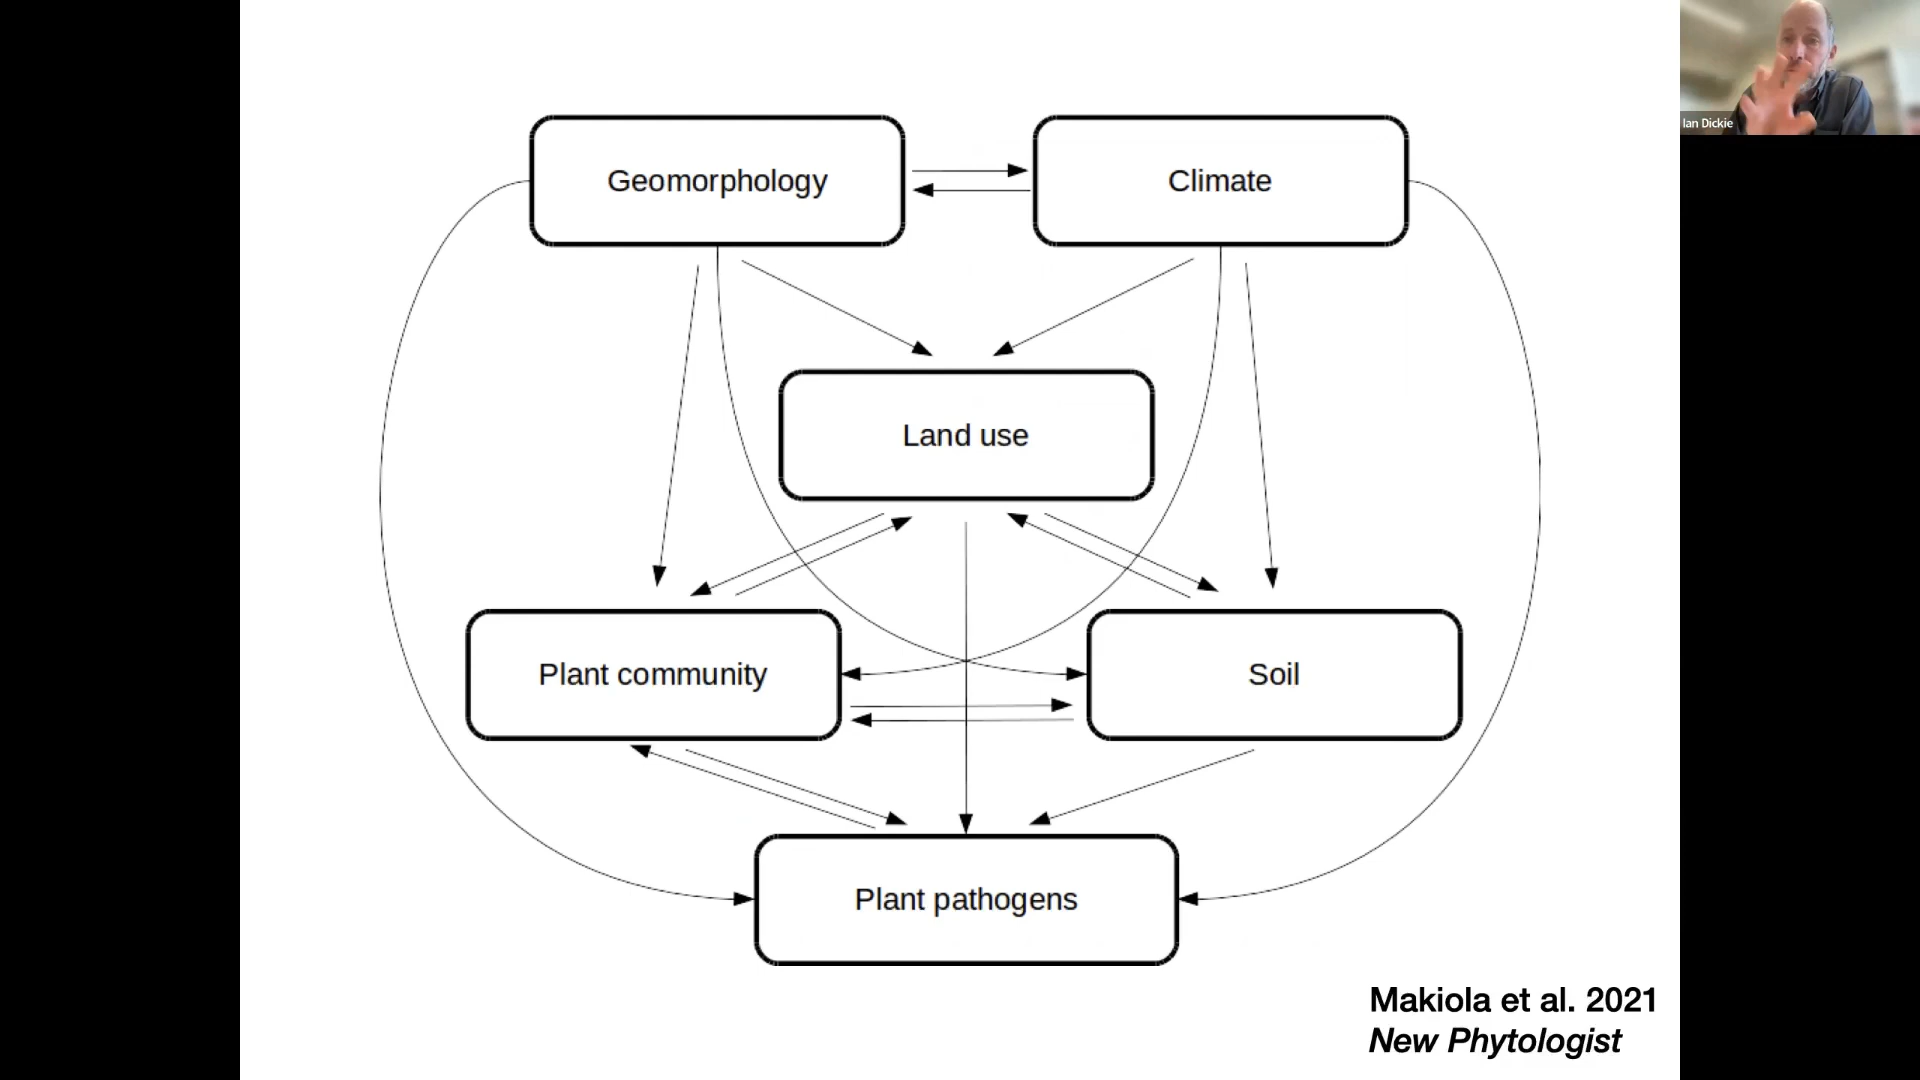 Geomorphology
Climate
Ian Dickie
Land use
Plant community
Soil
Plant pathogens
Makiola et al. 2021
New Phytologist